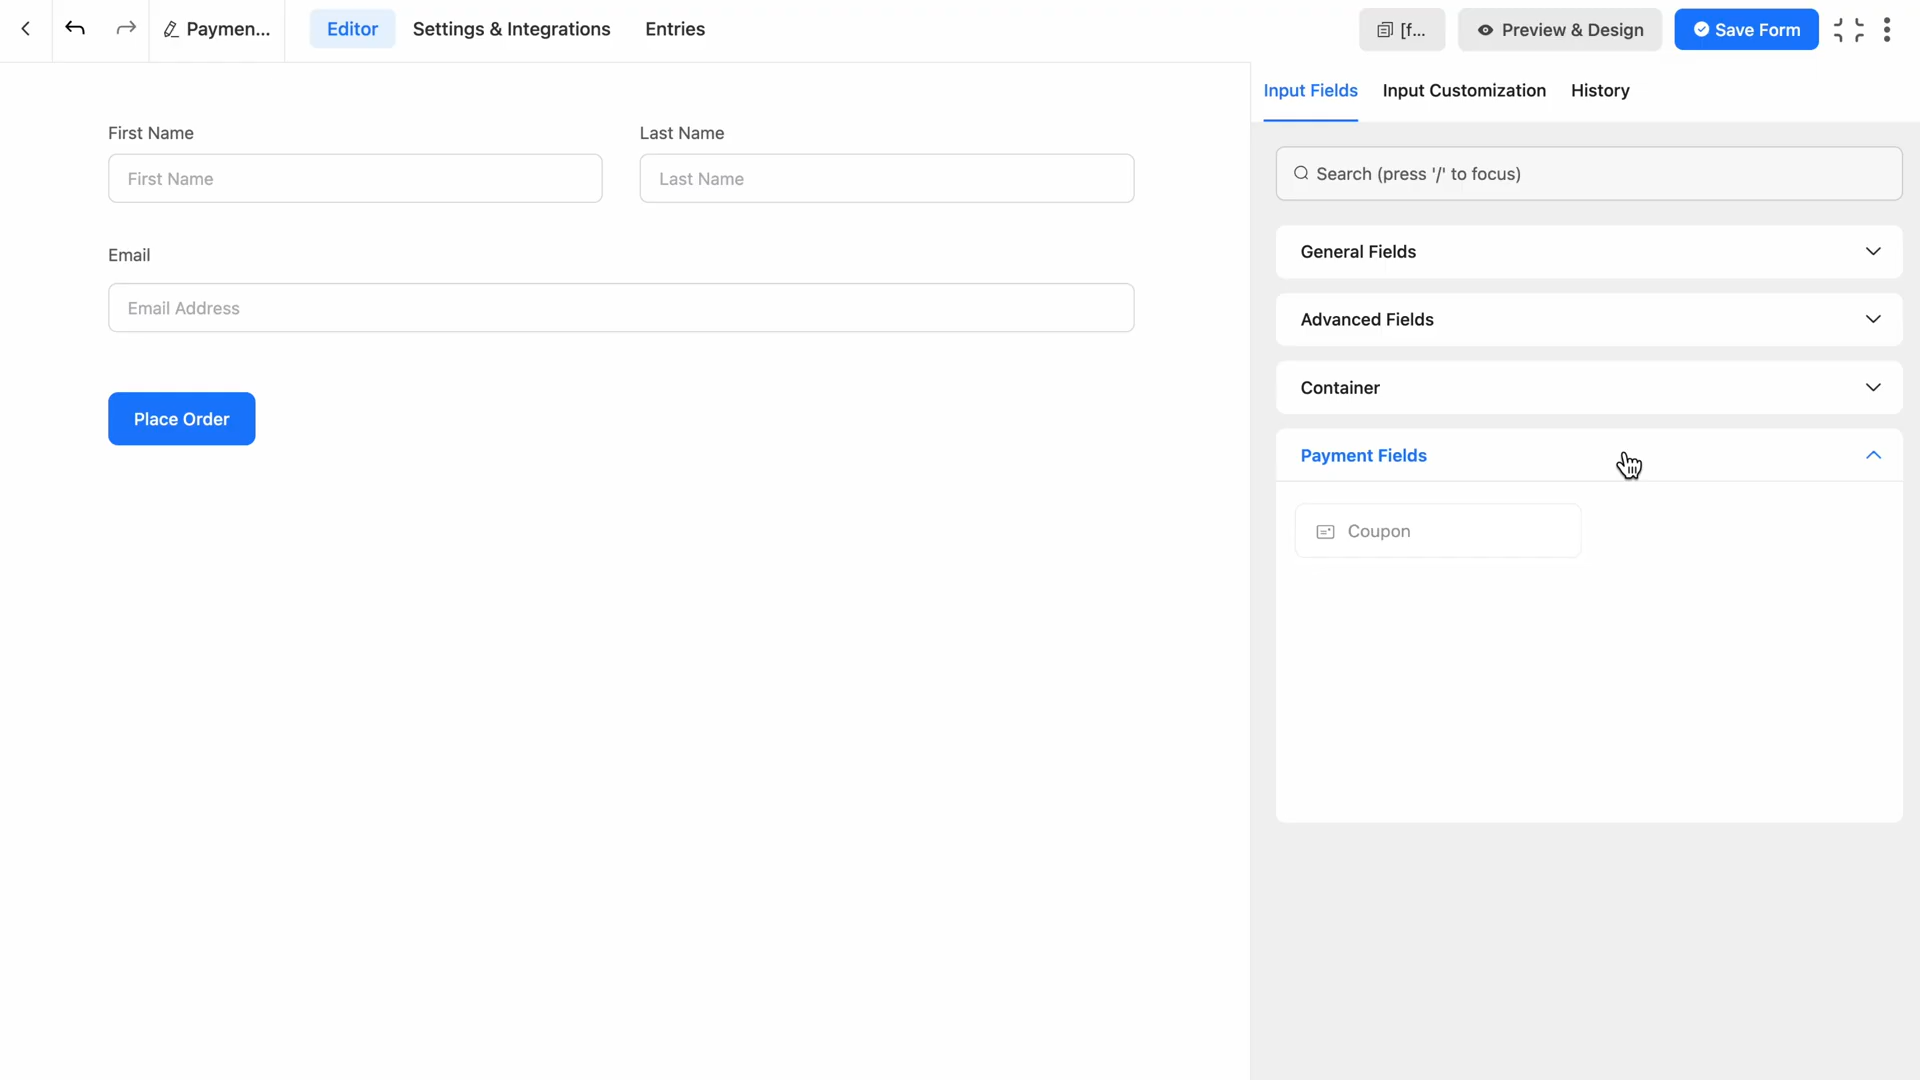 Paymen...
Editor
Settings & Integrations
Entries
[f...
Preview & Design
Save Form
Input Fields
Input Customization
History
First Name
Last Name
First Name
Last Name
Email
Email Address
Place Order
Search (press '/' to focus)
General Fields
Advanced Fields
Container
Payment Fields
Coupon